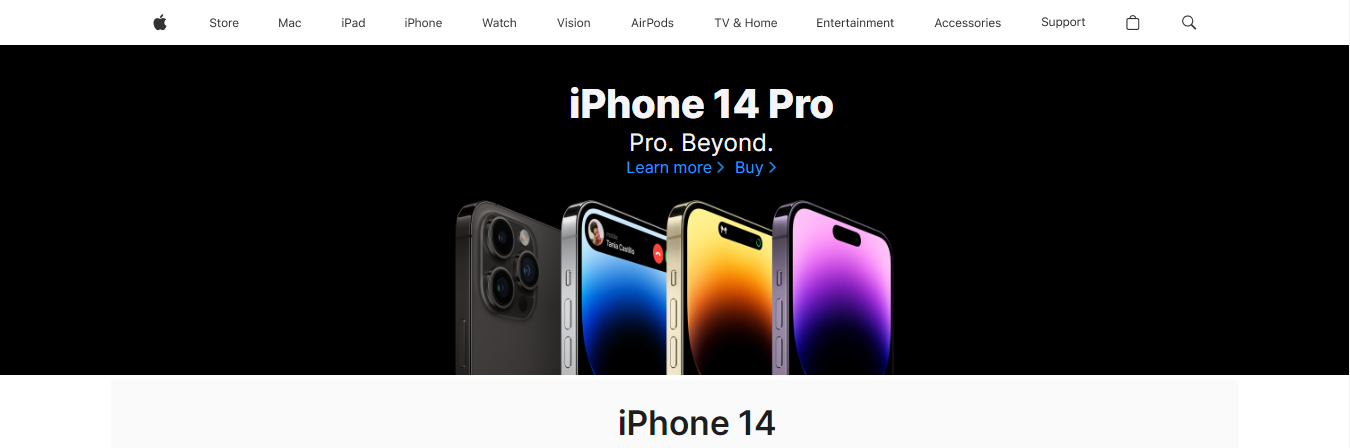 Store Mac iPad iPhone Watch Vision AirPods TV & Home Entertainment Accessories Support
iPhone 14 Pro
Pro. Beyond.
Learn more > Buy >
Tania Castillo
iPhone 14